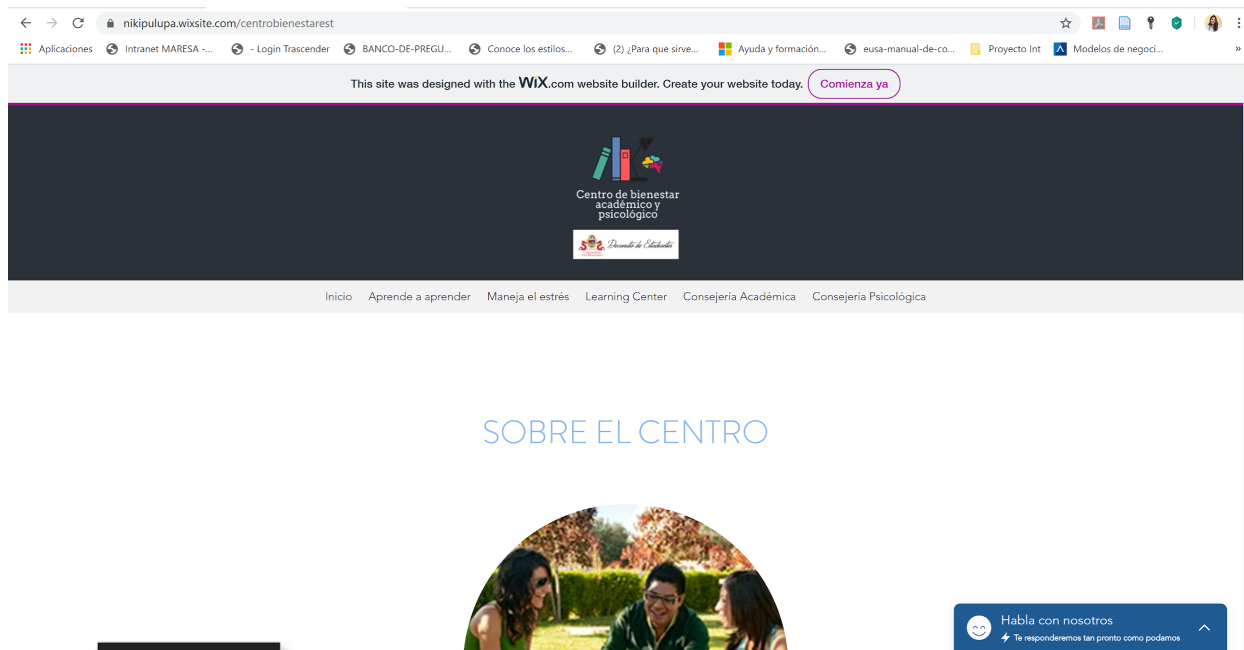 nikipulupa.wixsite.com/centrobienestarest
Aplicaciones Intranet MARESA -... - Login Trascender BANCO-DE-PREGU... Conoce los estilos... (2) ¿Para que sirve... Ayuda y formación... eusa-manual-de-co... Proyecto Int Modelos de negoci... »
This site was designed with the WiX.com website builder. Create your website today. Comienza ya
Centro de bienestar
académico y
psicológico
Decanato de Estudiantes
Inicio Aprende a aprender Maneja el estrés Learning Center Consejería Académica Consejería Psicológica
SOBRE EL CENTRO
Habla con nosotros
Te responderemos tan pronto como podamos